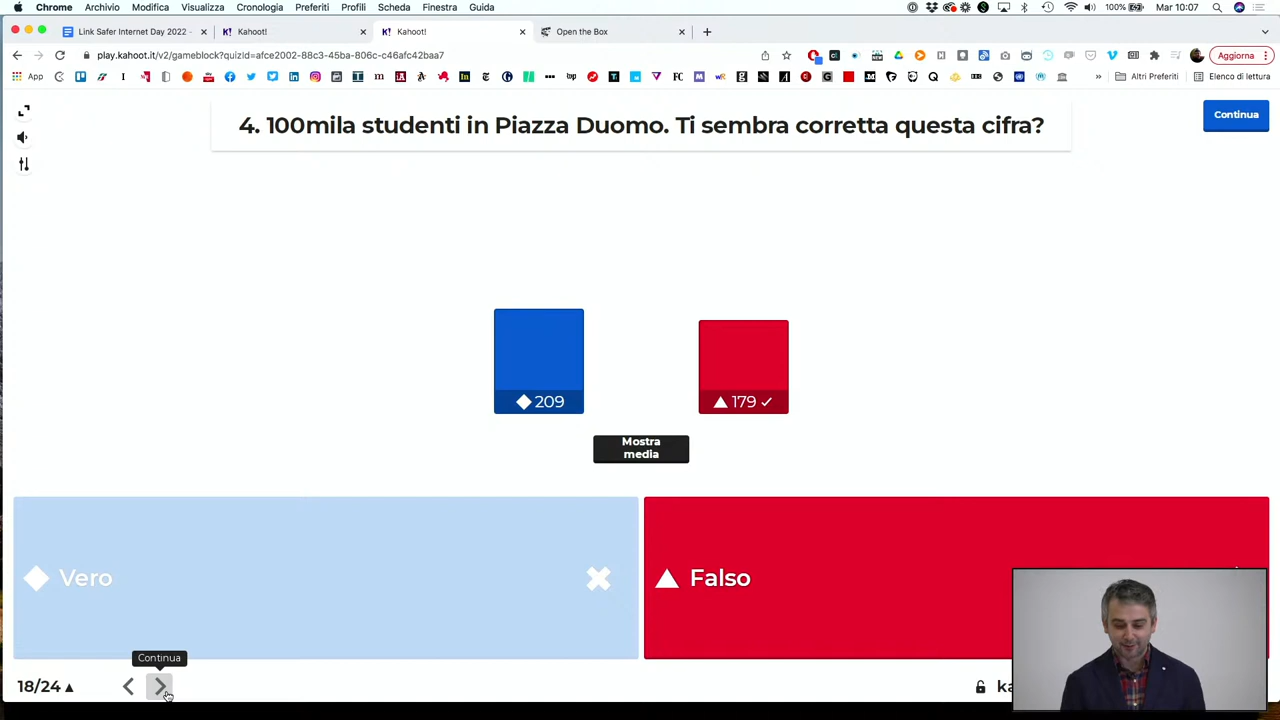 Chrome Archivio Modifica Visualizza Cronologia Preferiti Profili Scheda Finestra Guida
100% Mar 10:07
Link Safer Internet Day 2022 -
Kahoot!
Kahoot!
Open the Box
play.kahoot.it/v2/gameblock?quizId=afce2002-88c3-45ba-806c-c46afc42baa7
Aggiorna
App
Altri Preferiti
Elenco di lettura
4. 100mila studenti in Piazza Duomo. Ti sembra corretta questa cifra?
Continua
209
179
Mostra
media
Vero
Falso
Continua
18/24
ka